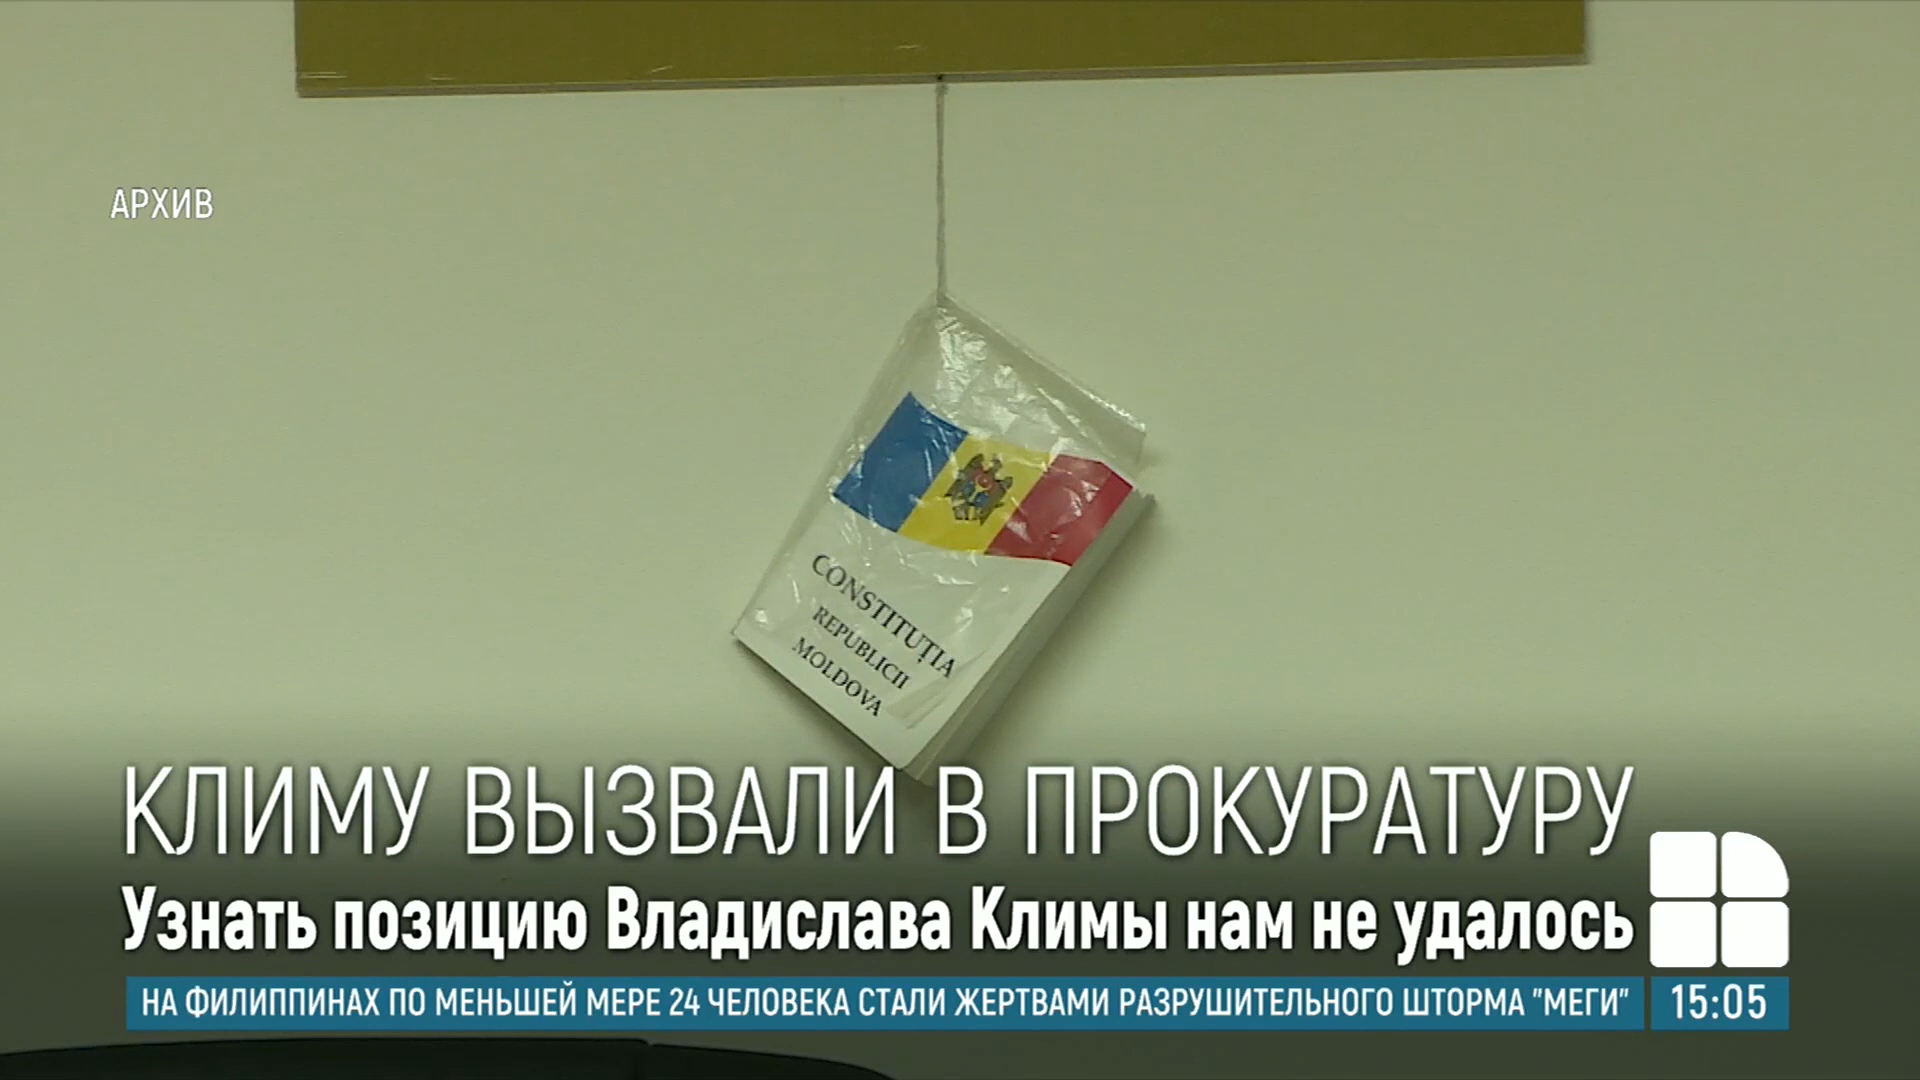 АРХИВ
CONSTITUȚIA
REPUBLICII
MOLDOVA
КЛИМУ ВЫЗВАЛИ В ПРОКУРАТУРУ
Узнать позицию Владислава Климы нам не удалось
НА ФИЛИППИНАХ ПО МЕНЬШЕЙ МЕРЕ 24 ЧЕЛОВЕКА СТАЛИ ЖЕРТВАМИ РАЗРУШИТЕЛЬНОГО ШТОРМА "МЕГИ"
15:05